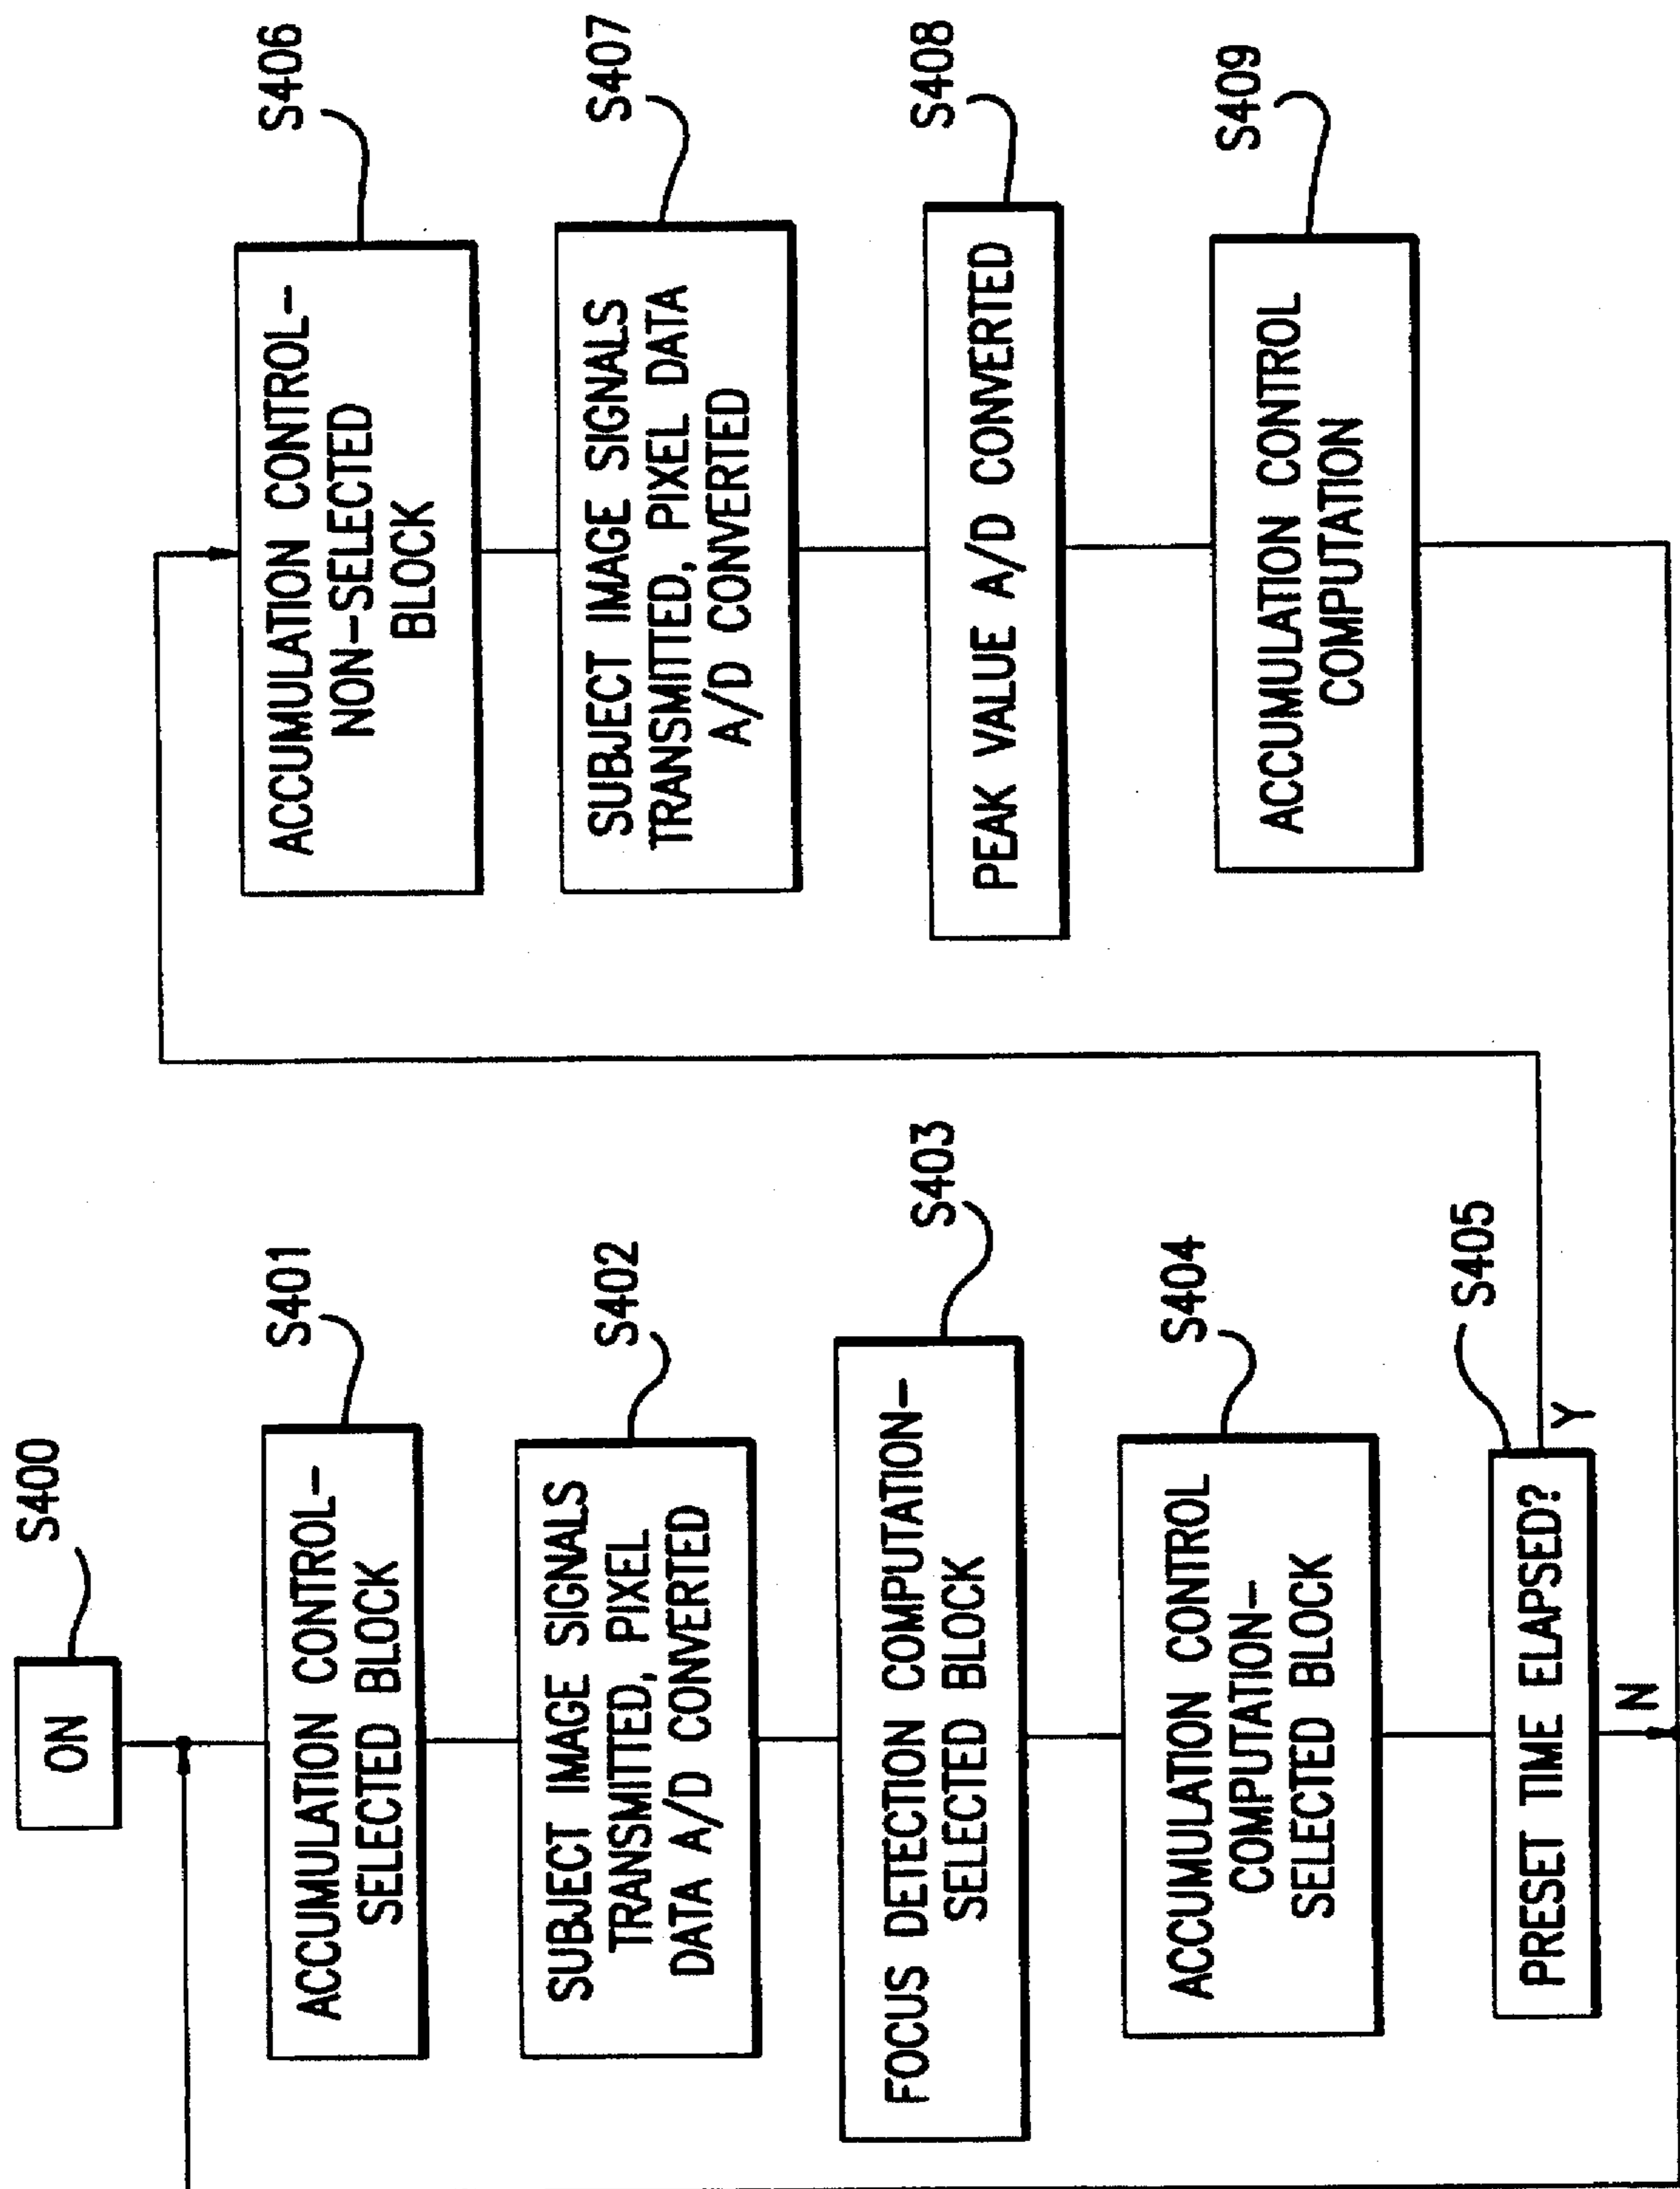 S400
ON
S401
ACCUMULATION CONTROL-
SELECTED BLOCK
S402
SUBJECT IMAGE SIGNALS
TRANSMITTED, PIXEL
DATA A/D CONVERTED
S403
FOCUS DETECTION COMPUTATION-
SELECTED BLOCK
S404
ACCUMULATION CONTROL
COMPUTATION-
SELECTED BLOCK
S405
PRESET TIME ELAPSED?
Y
N
S406
ACCUMULATION CONTROL-
NON-SELECTED
BLOCK
S407
SUBJECT IMAGE SIGNALS
TRANSMITTED, PIXEL DATA
A/D CONVERTED
S408
PEAK VALUE A/D CONVERTED
S409
ACCUMULATION CONTROL
COMPUTATION